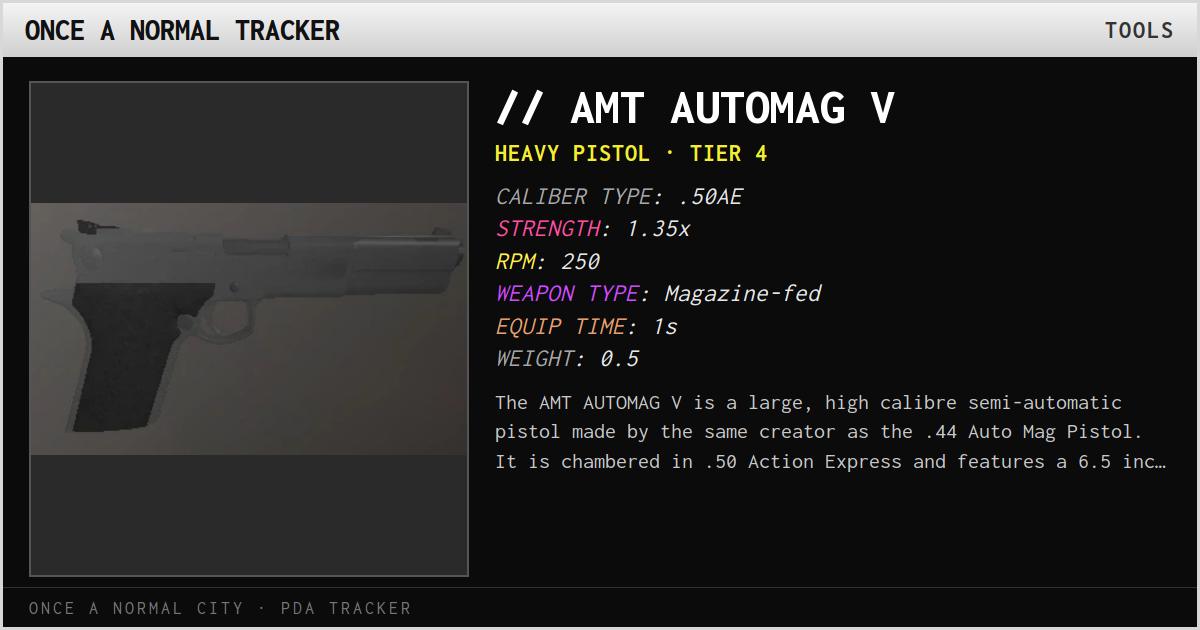 ONCE A NORMAL TRACKER
TOOLS
// AMT AUTOMAG V
HEAVY PISTOL · TIER 4
CALIBER TYPE: .50AE
STRENGTH: 1.35x
RPM: 250
WEAPON TYPE: Magazine-fed
EQUIP TIME: 1s
WEIGHT: 0.5
The AMT AUTOMAG V is a large, high calibre semi-automatic
pistol made by the same creator as the .44 Auto Mag Pistol.
It is chambered in .50 Action Express and features a 6.5 inc…
ONCE A NORMAL CITY · PDA TRACKER